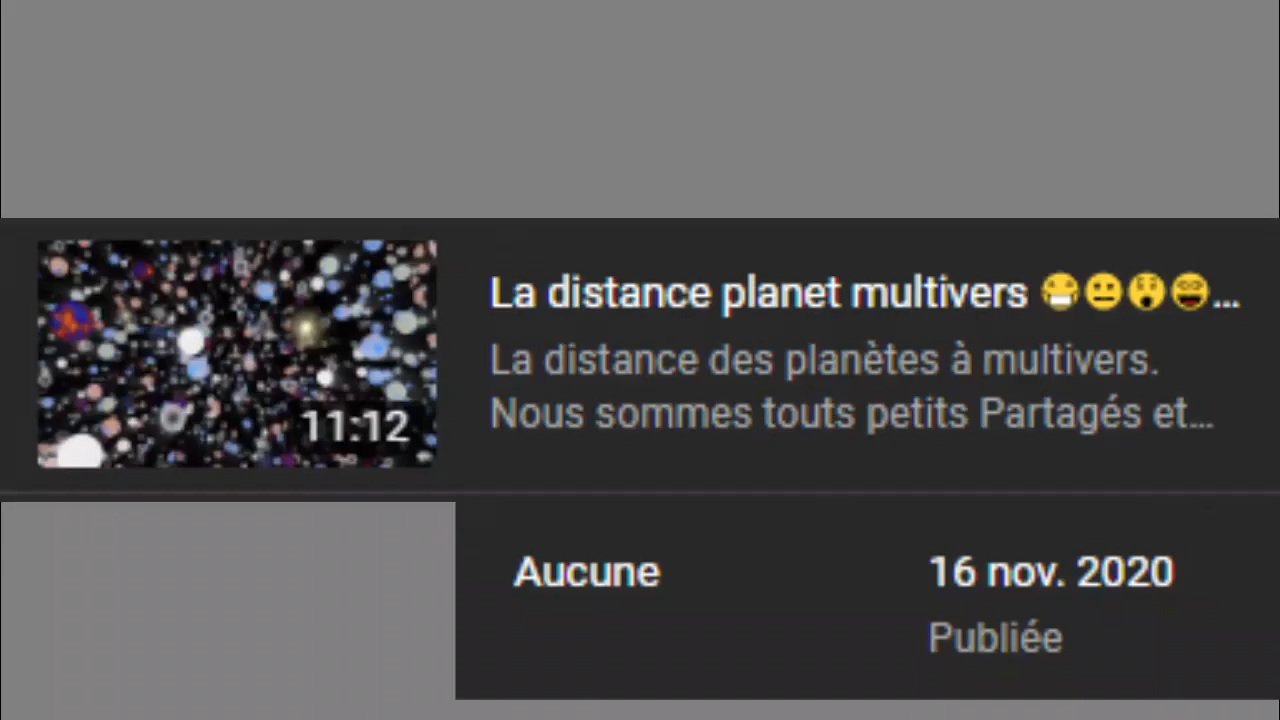 La distance planet multivers 😷😐😲😄...
La distance des planètes à multivers.
Nous sommes touts petits Partagés et...
11:12
Aucune
16 nov. 2020
Publiée